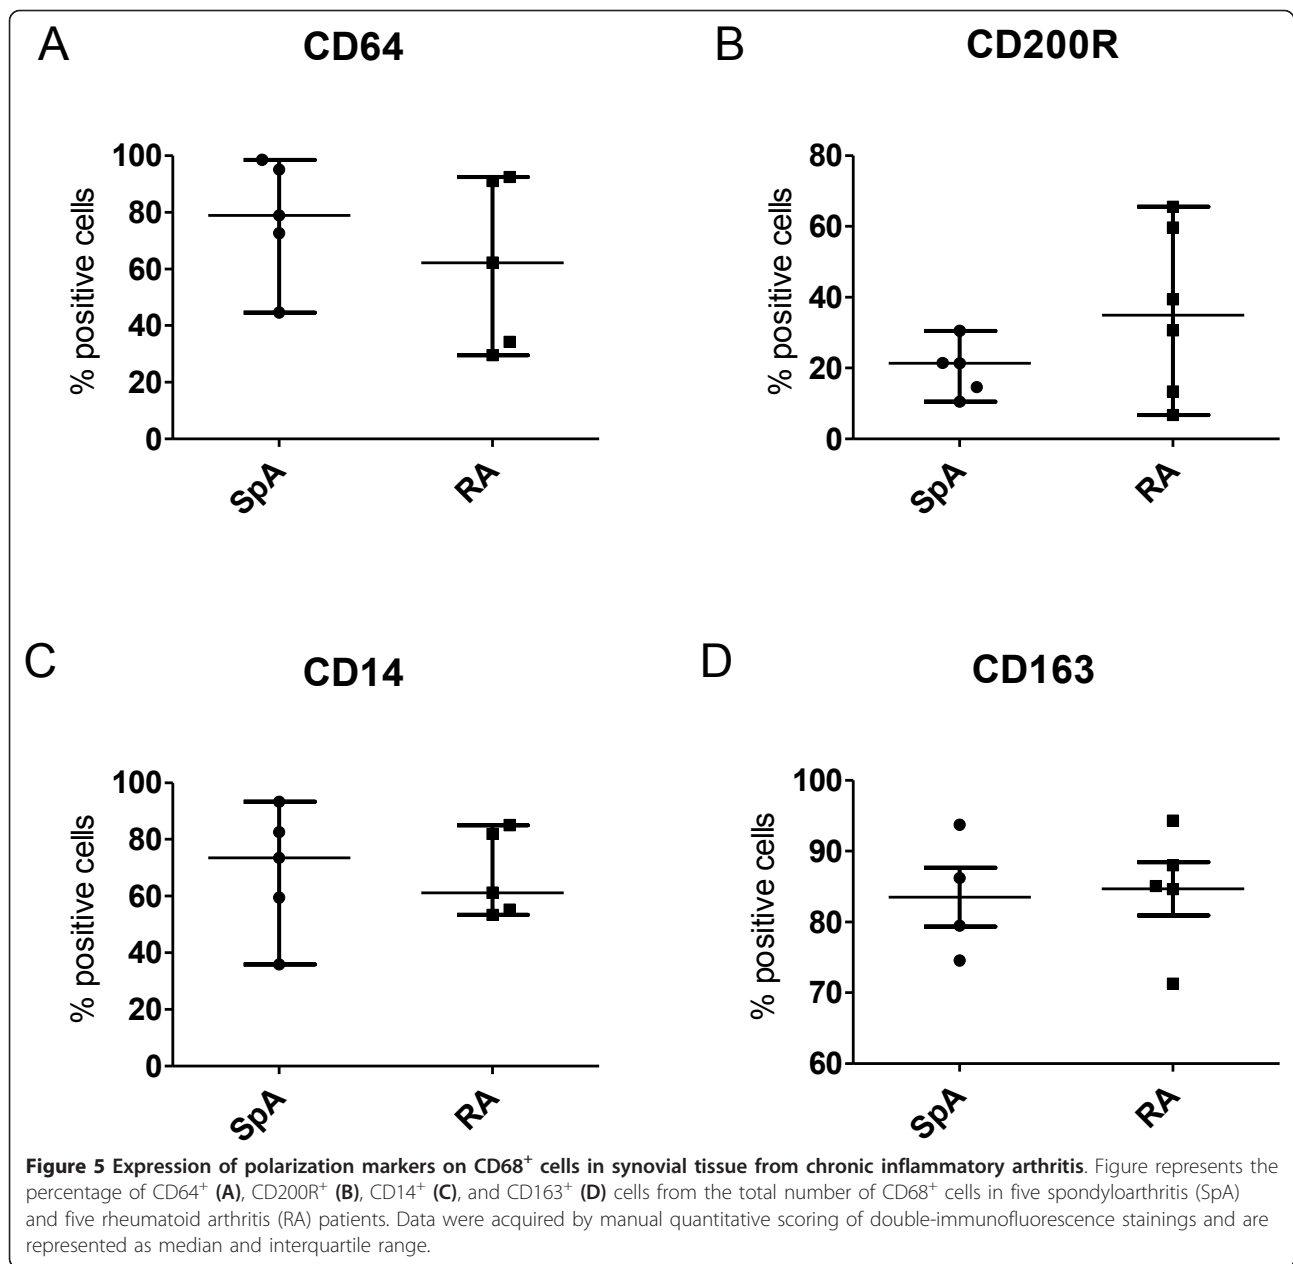 A
CD64
% positive cells
100
80
60
40
20
0
SpA
RA
B
CD200R
% positive cells
80
60
40
20
0
SpA
RA
C
CD14
% positive cells
100
80
60
40
20
0
SpA
RA
D
CD163
% positive cells
100
90
80
70
60
SpA
RA
Figure 5 Expression of polarization markers on CD68⁺ cells in synovial tissue from chronic inflammatory arthritis. Figure represents the
percentage of CD64⁺ (A), CD200R⁺ (B), CD14⁺ (C), and CD163⁺ (D) cells from the total number of CD68⁺ cells in five spondyloarthritis (SpA)
and five rheumatoid arthritis (RA) patients. Data were acquired by manual quantitative scoring of double-immunofluorescence stainings and are
represented as median and interquartile range.